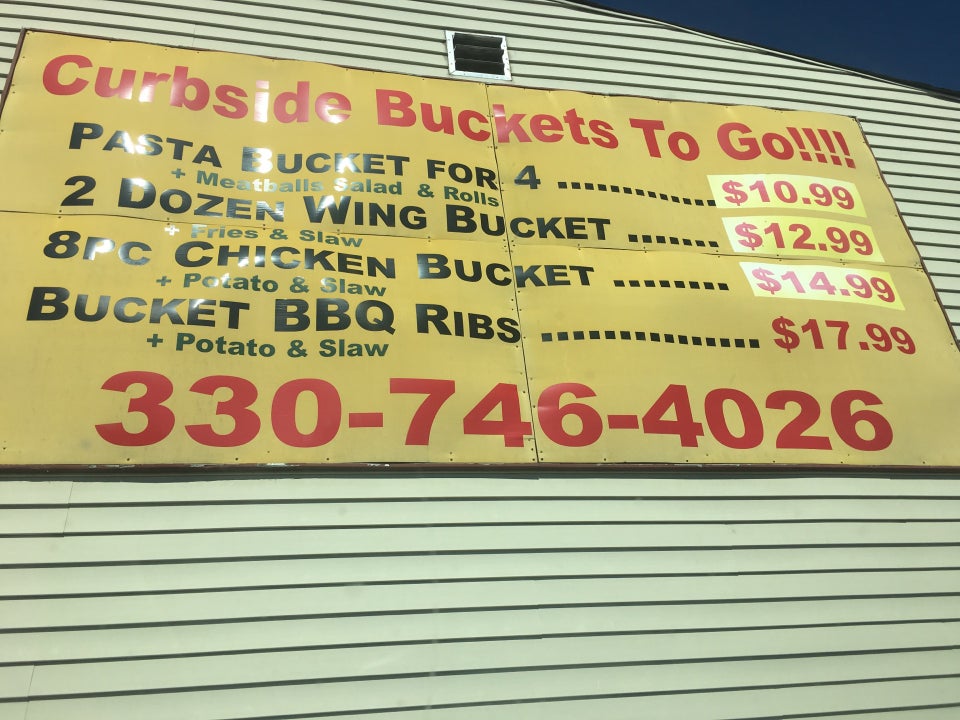 Curbside Buckets To Go!!!!
PASTA BUCKET FOR 4 ............... $10.99
+ Meatballs Salad & Rolls
2 DOZEN WING BUCKET ....... $12.99
+ Fries & Slaw
8PC CHICKEN BUCKET ........ $14.99
+ Potato & Slaw
BUCKET BBQ RIBS ............... $17.99
+ Potato & Slaw
330-746-4026